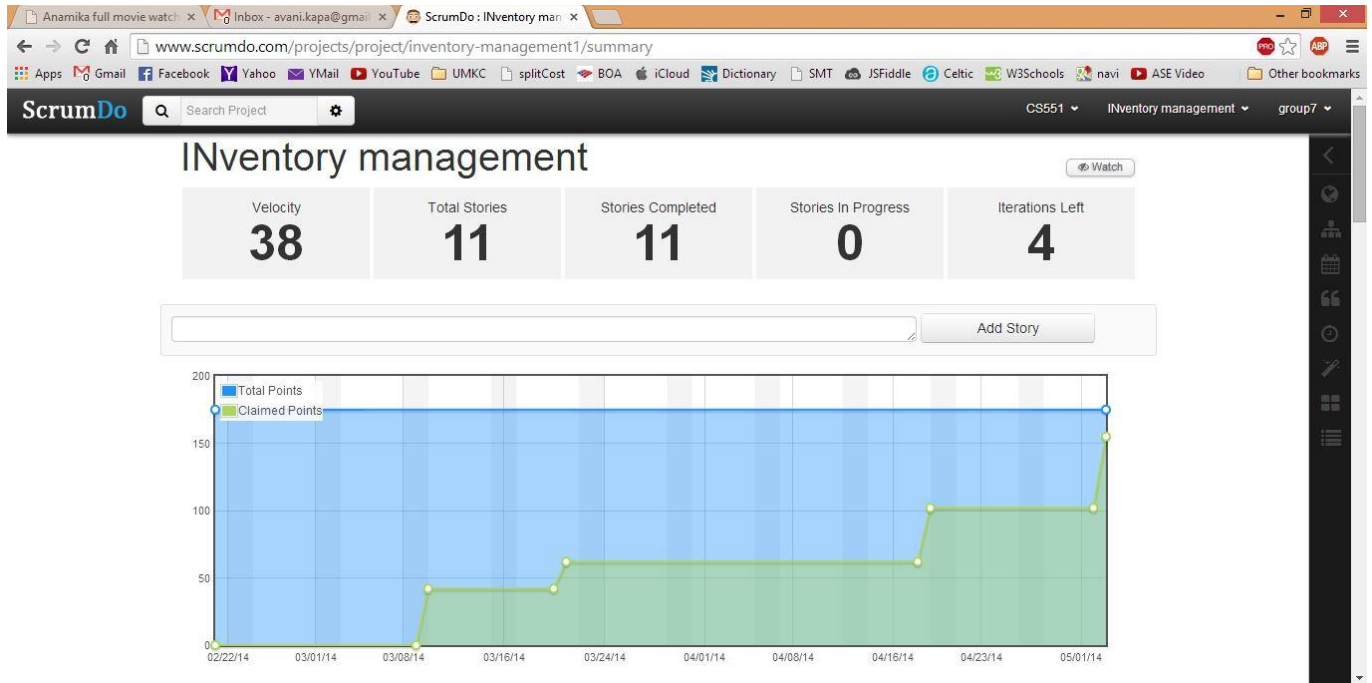 Anamika full movie watch
Inbox - avani.kapa@gmail
ScrumDo : INventory man
www.scrumdo.com/projects/project/inventory-management1/summary
PRO
ABP
Apps Gmail Facebook Yahoo YMail YouTube UMKC splitCost BOA iCloud Dictionary SMT JSFiddle Celtic W3Schools navi ASE Video Other bookmarks
ScrumDo Search Project CS551 INventory management group7
INventory management
Watch
Velocity Total Stories Stories Completed Stories In Progress Iterations Left
38 11 11 0 4
Add Story
Total Points
Claimed Points
200
150
100
50
0
02/22/14 03/01/14 03/08/14 03/16/14 03/24/14 04/01/14 04/08/14 04/16/14 04/23/14 05/01/14